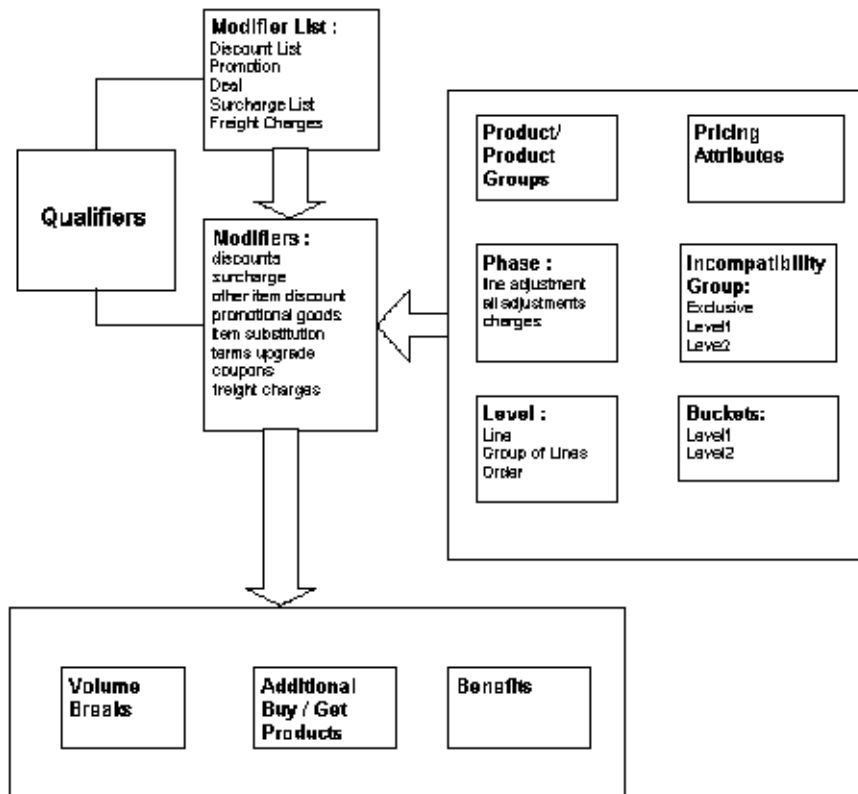 Modifier List :
Discount List
Promotion
Deal
Surcharge List
Freight Charges
Qualifiers
Modifiers :
discounts
surcharge
other item discount
promotional goods
item substitution
terms upgrade
coupons
freight charges
Product/
Product
Groups
Pricing
Attributes
Phase :
line adjustment
all adjustments
charges
Incompatibility
Group:
Exclusive
Level1
Level2
Level :
Line
Group of Lines
Order
Buckets:
Level1
Level2
Volume
Breaks
Additional
Buy / Get
Products
Benefits